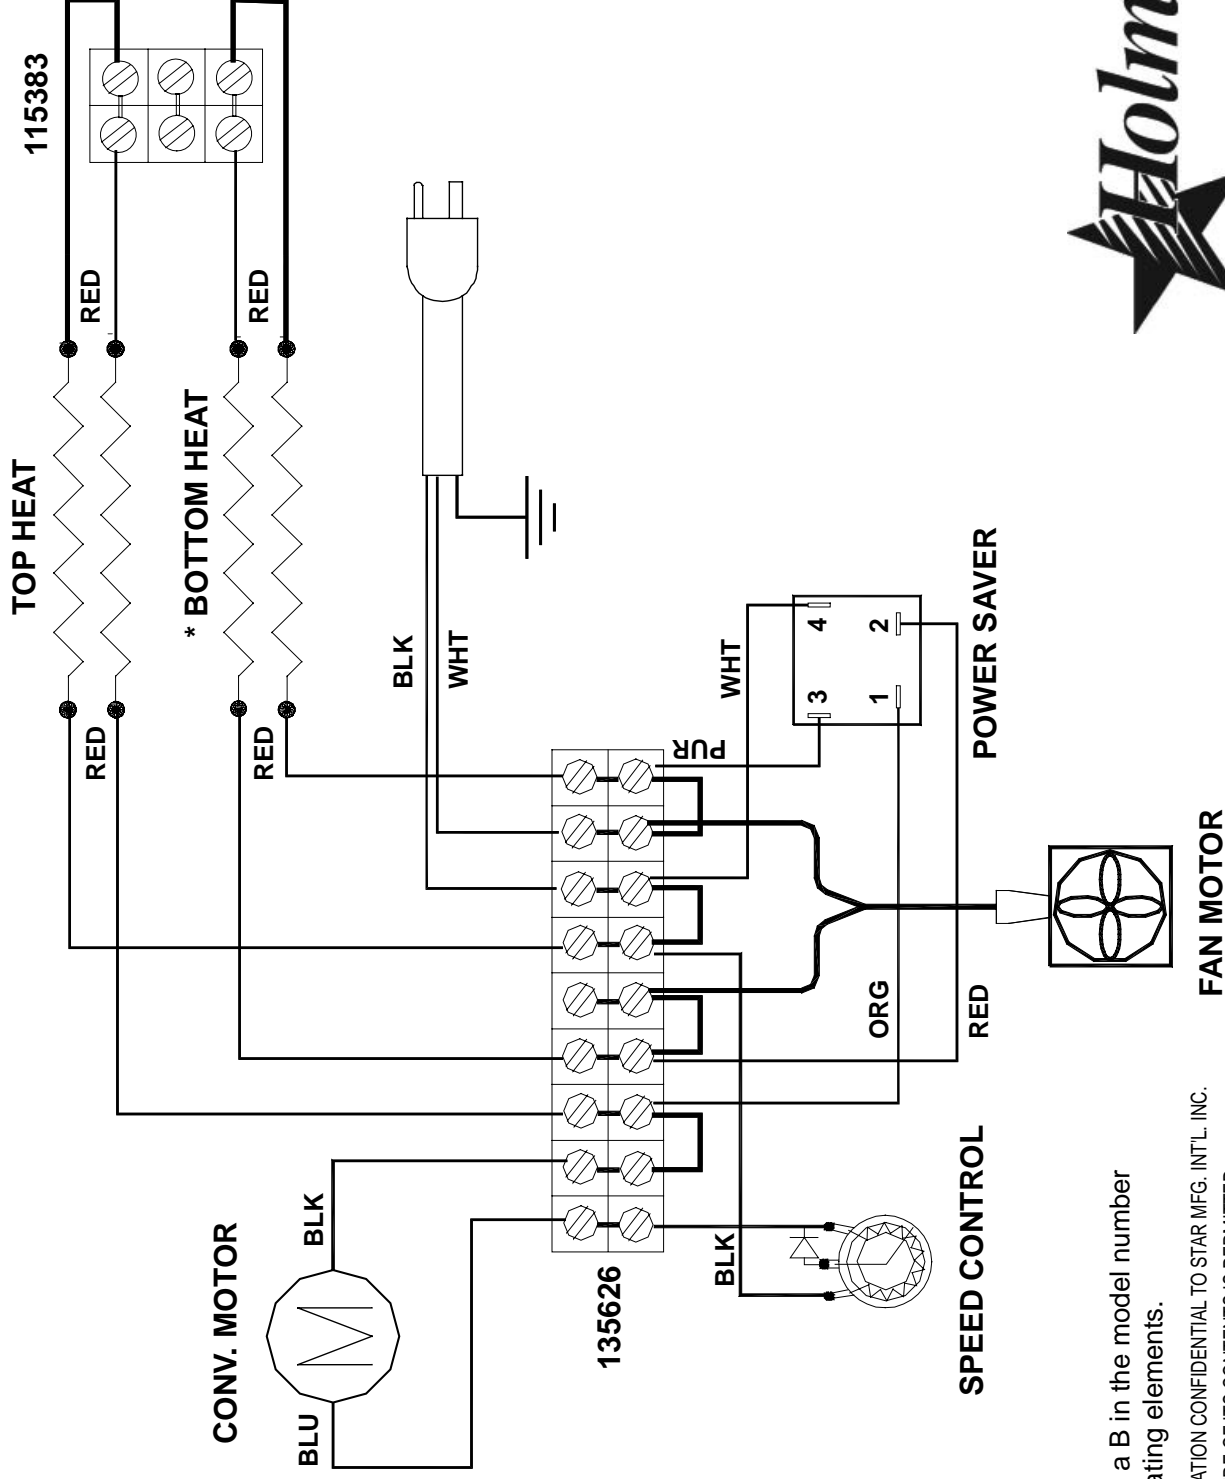 115383
TOP HEAT
RED
RED
* BOTTOM HEAT
RED
RED
BLK
WHT
CONV. MOTOR
BLU
BLK
135626
PUR
WHT
3
4
1
2
POWER SAVER
ORG
RED
BLK
SPEED CONTROL
FAN MOTOR
a B in the model number
ating elements.
ATION CONFIDENTIAL TO STAR MFG. INT'L. INC.
Holm
M